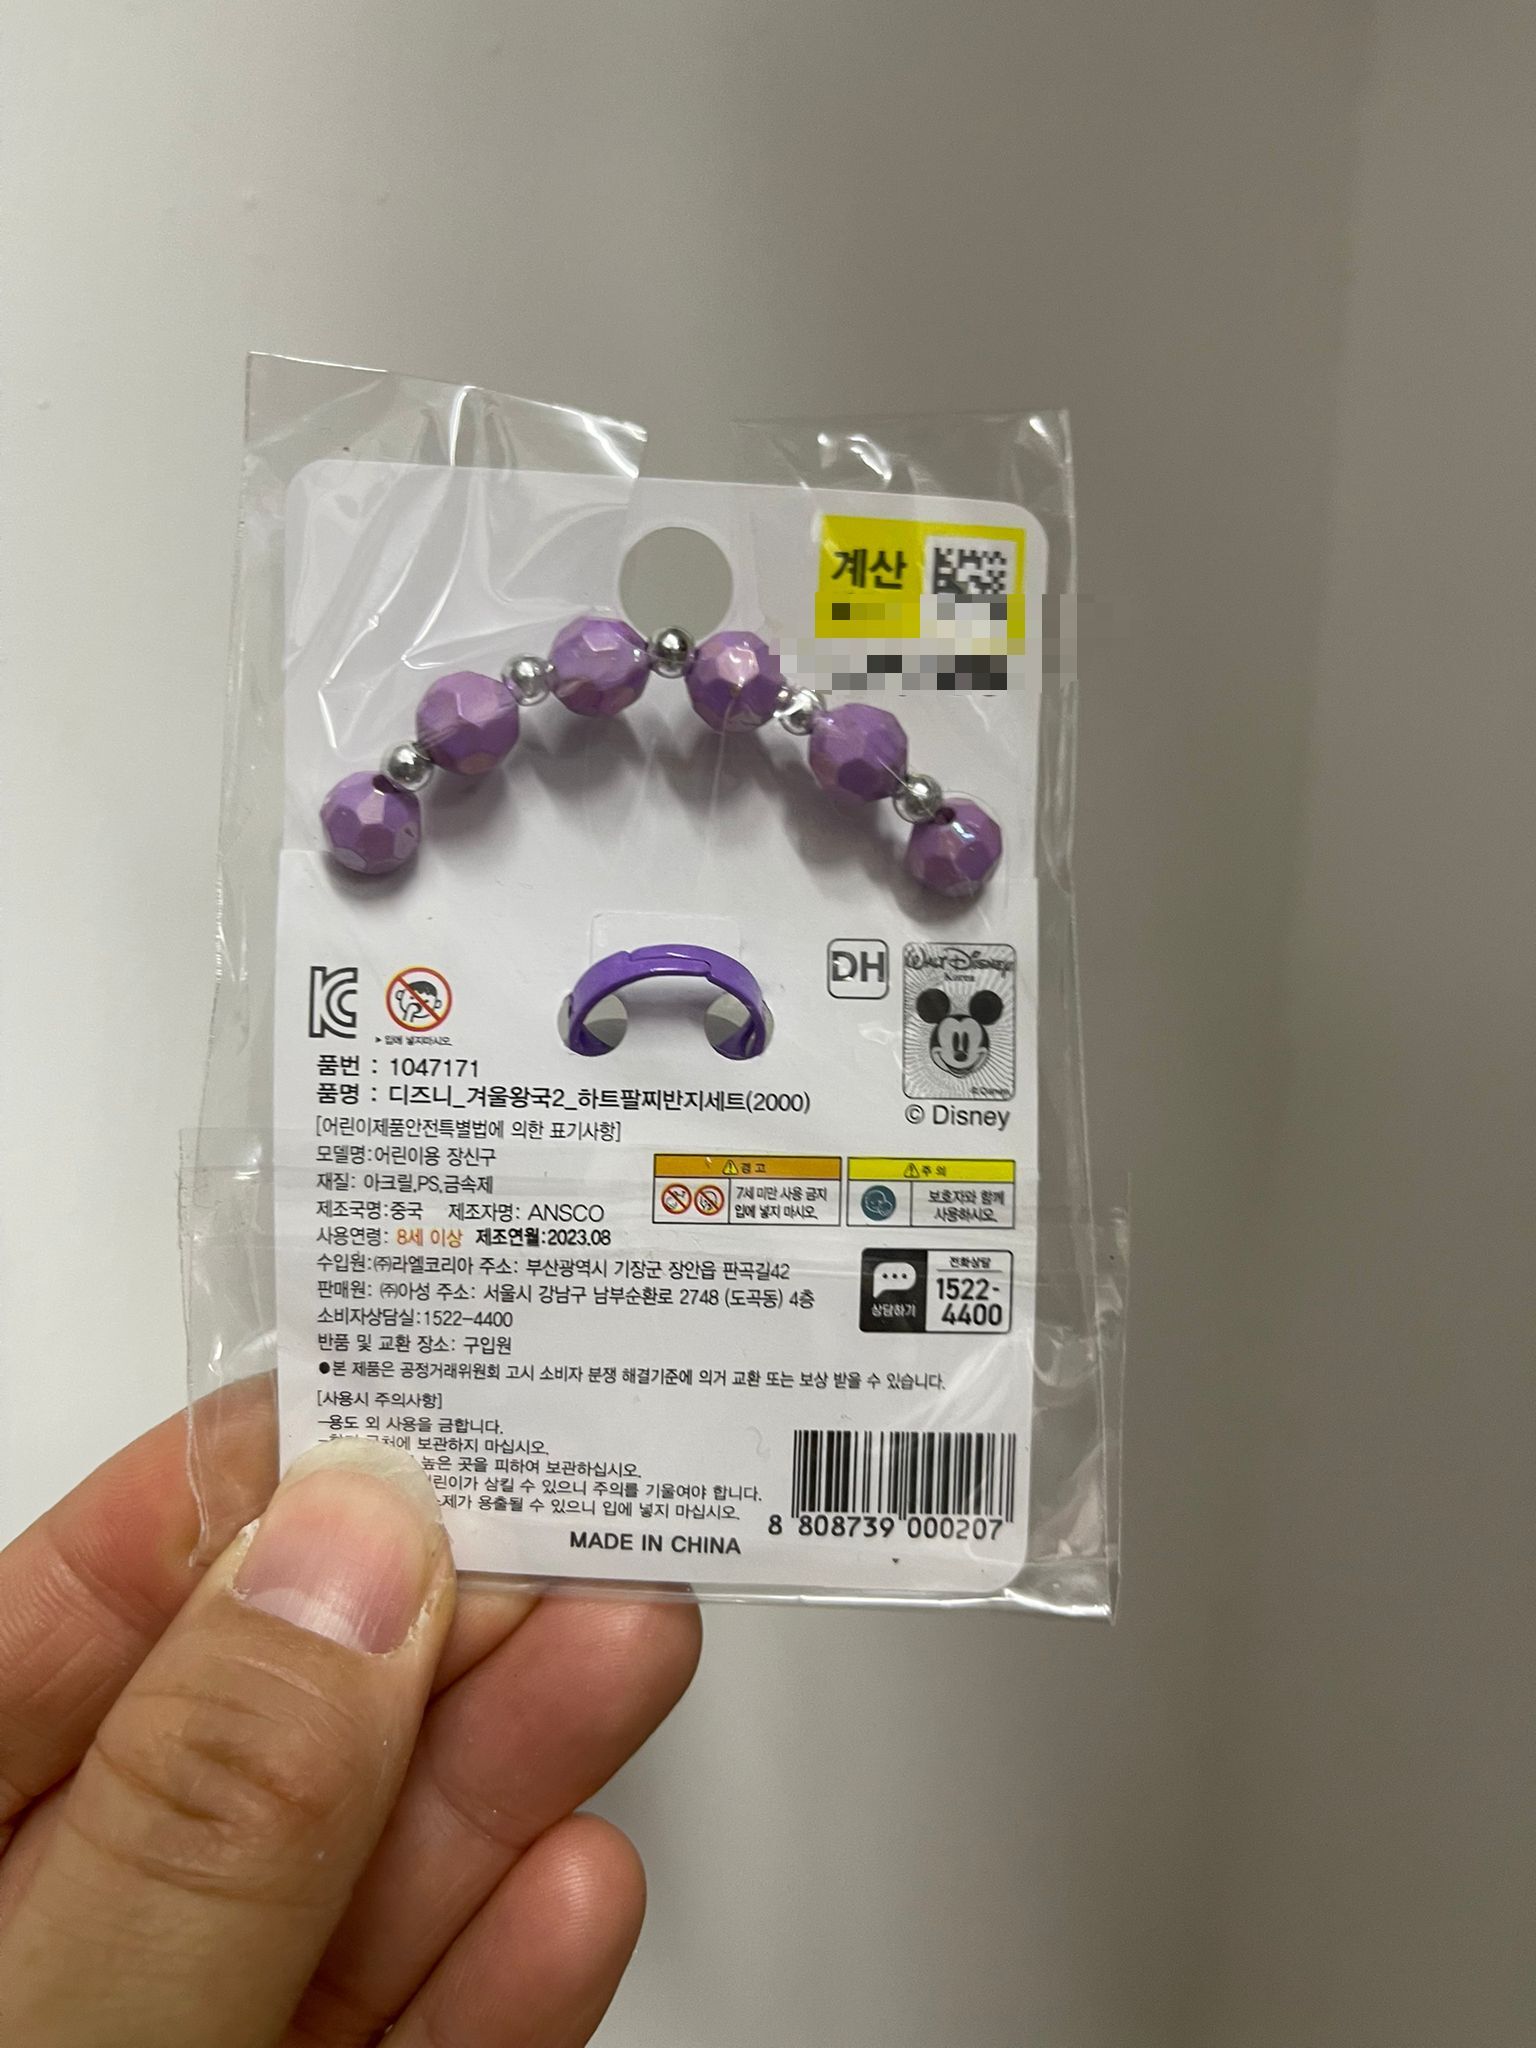 계산
DH
WALT DISNEY
Korea
© Disney
© Disney
KC
▶ 입에 넣지마시오
품번 : 1047171
품명 : 디즈니_겨울왕국2_하트팔찌반지세트(2000)
[어린이제품안전특별법에 의한 표기사항]
모델명:어린이용 장신구
재질: 아크릴,PS,금속제
제조국명:중국 제조자명: ANSCO
사용연령: 8세 이상 제조연월:2023.08
수입원:㈜라엘코리아 주소: 부산광역시 기장군 장안읍 판곡길42
판매원: ㈜아성 주소: 서울시 강남구 남부순환로 2748 (도곡동) 4층
소비자상담실:1522-4400
반품 및 교환 장소: 구입원
●본 제품은 공정거래위원회 고시 소비자 분쟁 해결기준에 의거 교환 또는 보상 받을 수 있습니다.
⚠경고
7세 미만 사용 금지
입에 넣지 마시오.
⚠주의
보호자와 함께
사용하시오.
상담하기
전화상담
1522-
4400
[사용시 주의사항]
-용도 외 사용을 금합니다.
보관하지 마십시오.
높은 곳을 피하여 보관하십시오.
삼킬 수 있으니 주의를 기울여야 합니다.
용출될 수 있으니 입에 넣지 마십시오.
MADE IN CHINA
8 808739 000207